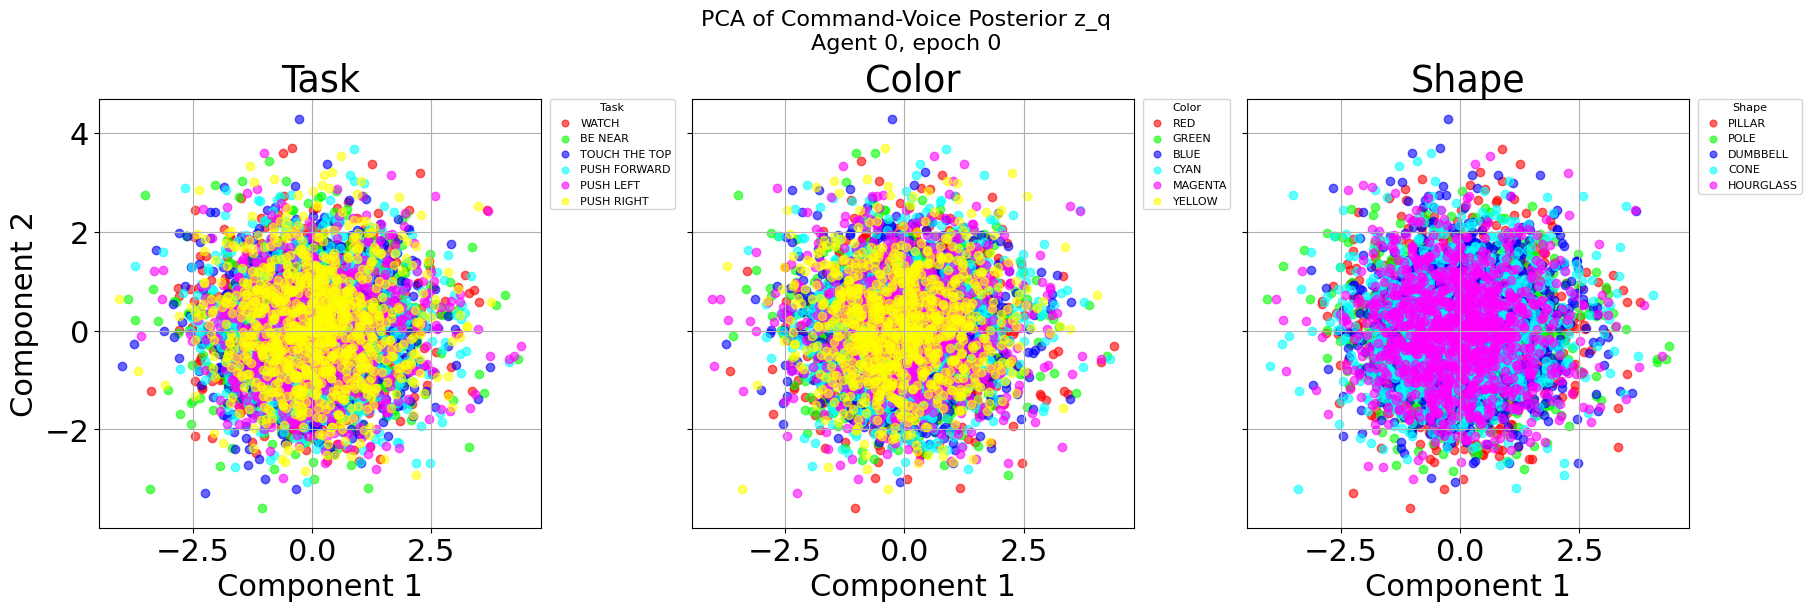 PCA of Command-Voice Posterior z_q
Agent 0, epoch 0
Task
Color
Shape
Component 2
4
2
0
−2
−2.5 0.0 2.5
Component 1
Task
WATCH
BE NEAR
TOUCH THE TOP
PUSH FORWARD
PUSH LEFT
PUSH RIGHT
−2.5 0.0 2.5
Component 1
Color
RED
GREEN
BLUE
CYAN
MAGENTA
YELLOW
−2.5 0.0 2.5
Component 1
Shape
PILLAR
POLE
DUMBBELL
CONE
HOURGLASS